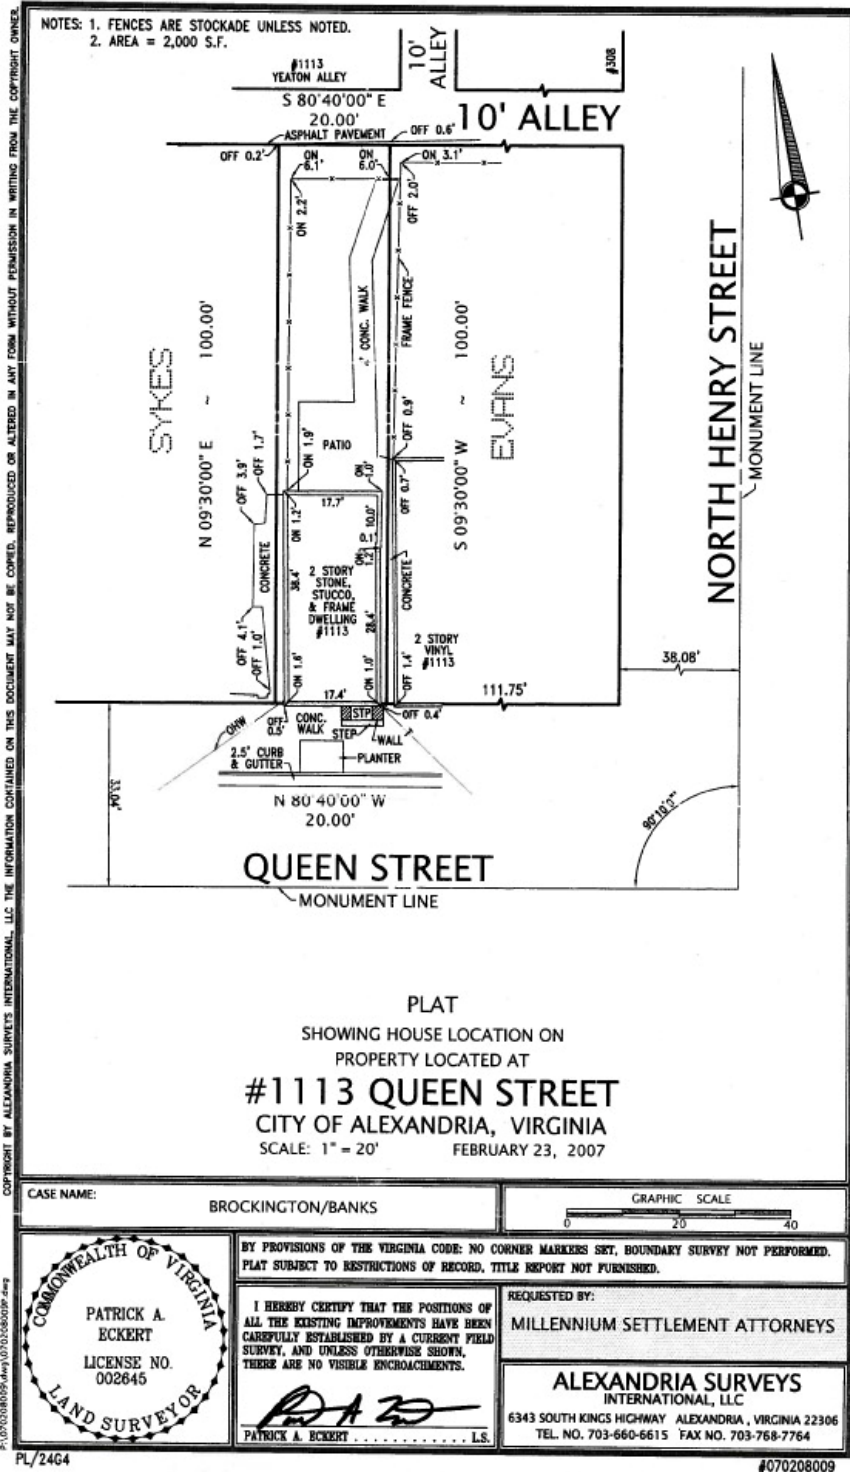 NOTES: 1. FENCES ARE STOCKADE UNLESS NOTED.
2. AREA = 2,000 S.F.
#1113
YEATON ALLEY
10'
ALLEY
#308
S 80°40'00" E
20.00'
10' ALLEY
ASPHALT PAVEMENT
OFF 0.6'
OFF 0.2'
ON
6.1'
ON
6.0'
ON 3.1'
ON 2.2'
OFF 2.0'
CONC. WALK
FRAME FENCE
SYKES
N 09°30'00" E ~ 100.00'
S 09°30'00" W ~ 100.00'
EVANS
NORTH HENRY STREET
MONUMENT LINE
OFF 0.9'
PATIO
ON 1.9'
OFF 1.7'
OFF 3.9'
ON
1.0'
OFF 0.7'
17.7'
ON 1.2'
10.0'
0.1'
ON
1.2'
CONCRETE
38.4'
2 STORY
STONE,
STUCCO,
& FRAME
DWELLING
#1113
28.4'
CONCRETE
2 STORY
VINYL
#1113
OFF 4.1'
OFF 1.0'
ON 1.6'
ON 1.0'
OFF 1.4'
17.4'
111.75'
38.08'
OHW
OFF
0.5'
CONC.
WALK
STP
OFF 0.4'
STEP
WALL
T
2.5' CURB
& GUTTER
PLANTER
33.04'
N 80°40'00" W
20.00'
90°10'0"
QUEEN STREET
MONUMENT LINE
PLAT
SHOWING HOUSE LOCATION ON
PROPERTY LOCATED AT
#1113 QUEEN STREET
CITY OF ALEXANDRIA, VIRGINIA
SCALE: 1" = 20' FEBRUARY 23, 2007
CASE NAME:
BROCKINGTON/BANKS
GRAPHIC SCALE
0 20 40
COMMONWEALTH OF VIRGINIA
PATRICK A.
ECKERT
LICENSE NO.
002645
LAND SURVEYOR
BY PROVISIONS OF THE VIRGINIA CODE: NO CORNER MARKERS SET, BOUNDARY SURVEY NOT PERFORMED.
PLAT SUBJECT TO RESTRICTIONS OF RECORD, TITLE REPORT NOT FURNISHED.
I HEREBY CERTIFY THAT THE POSITIONS OF
ALL THE EXISTING IMPROVEMENTS HAVE BEEN
CAREFULLY ESTABLISHED BY A CURRENT FIELD
SURVEY, AND UNLESS OTHERWISE SHOWN,
THERE ARE NO VISIBLE ENCROACHMENTS.
PATRICK A. ECKERT . . . . . . . . . . . . L.S.
REQUESTED BY:
MILLENNIUM SETTLEMENT ATTORNEYS
ALEXANDRIA SURVEYS
INTERNATIONAL, LLC
6343 SOUTH KINGS HIGHWAY ALEXANDRIA, VIRGINIA 22306
TEL. NO. 703-660-6615 FAX NO. 703-768-7764
PL/24G4
#070208009
COPYRIGHT BY ALEXANDRIA SURVEYS INTERNATIONAL, LLC THE INFORMATION CONTAINED ON THIS DOCUMENT MAY NOT BE COPIED, REPRODUCED OR ALTERED IN ANY FORM WITHOUT PERMISSION IN WRITING FROM THE COPYRIGHT OWNER.